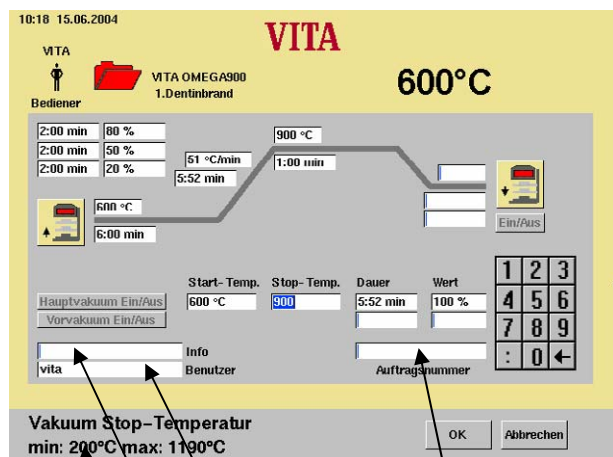 10:18 15.06.2004
VITA
VITA
VITA OMEGA900
1.Dentinbrand
Bediener
600°C
2:00 min 80 %
2:00 min 50 %
2:00 min 20 %
51 °C/min
5:52 min
900 °C
1:00 min
600 °C
6:00 min
Ein/Aus
Start-Temp. Stop-Temp. Dauer Wert
600 °C 900 5:52 min 100 %
Hauptvakuum Ein/Aus
Vorvakuum Ein/Aus
1 2 3
4 5 6
7 8 9
: 0 ←
Info
vita Benutzer
Auftragsnummer
Vakuum Stop-Temperatur
min: 200°C max: 1190°C
OK Abbrechen